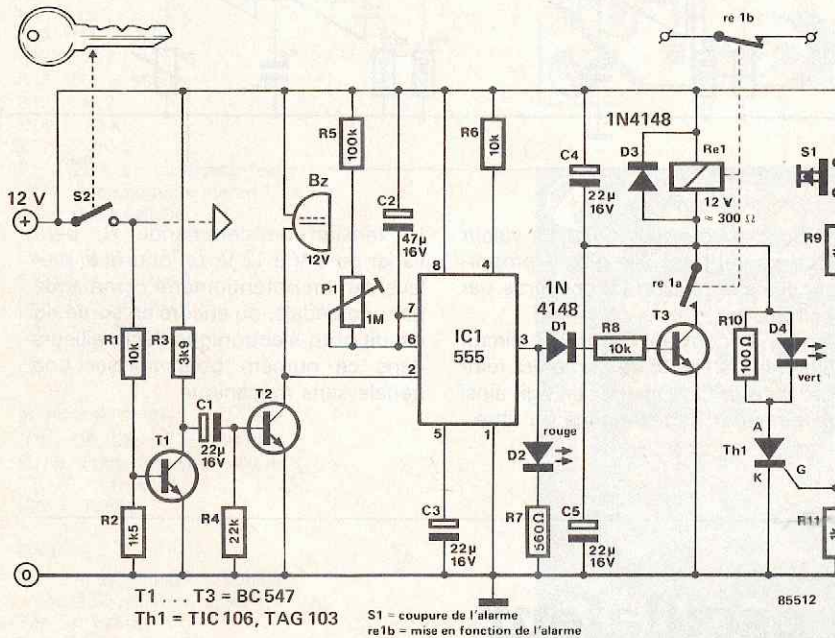 re 1b
1N4148
R5
100k
R6
10k
C4
22µ
16V
D3
Re1
12 V
≈ 300 Ω
S1
12 V
S2
Bz
12V
C2
47µ
16V
R9
P1
1M
8
4
7
6
2
3
5
1
IC1
555
1N
4148
D1
R8
10k
re 1a
T3
R10
100Ω
D4
vert
R1
10k
R3
3k9
C1
22µ
16V
T2
T1
rouge
D2
A
Th1
G
K
R2
1k5
R4
22k
C3
22µ
16V
R7
560Ω
C5
22µ
16V
R11
0
85512
T1 . . . T3 = BC 547
Th1 = TIC 106, TAG 103
S1 = coupure de l'alarme
re1b = mise en fonction de l'alarme